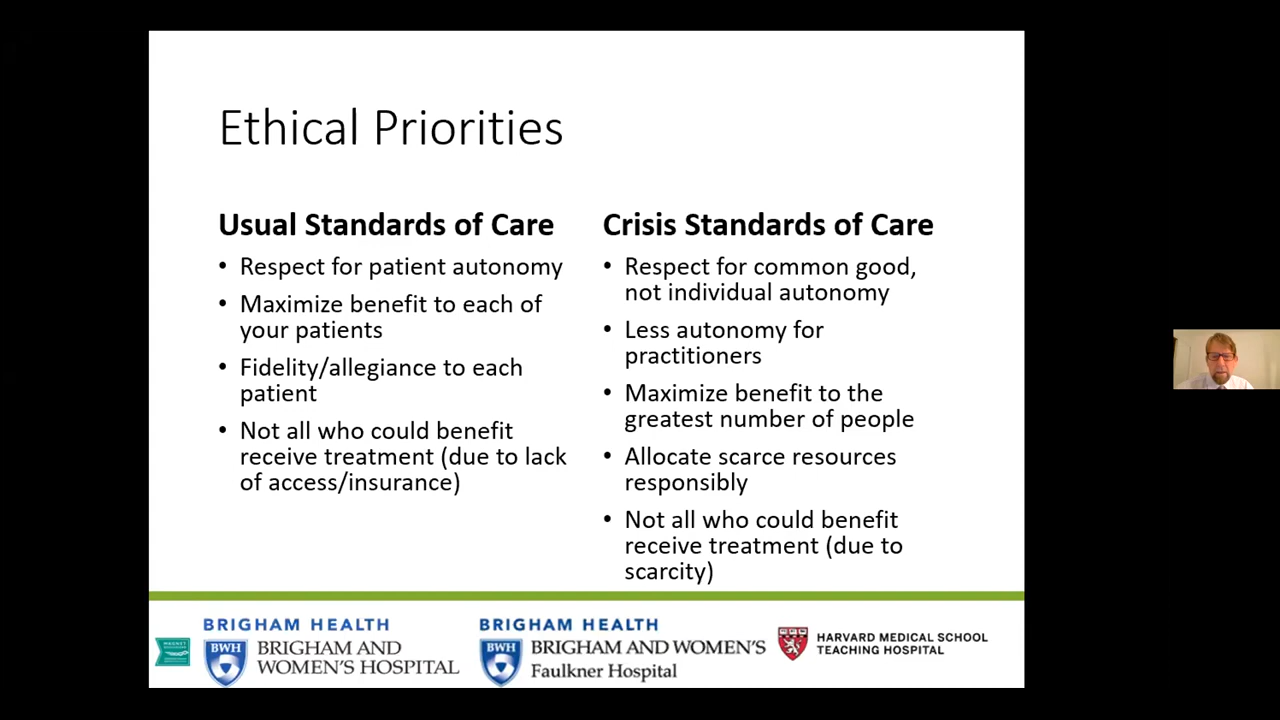 Ethical Priorities
Usual Standards of Care
• Respect for patient autonomy
• Maximize benefit to each of
your patients
• Fidelity/allegiance to each
patient
• Not all who could benefit
receive treatment (due to lack
of access/insurance)
Crisis Standards of Care
• Respect for common good,
not individual autonomy
• Less autonomy for
practitioners
• Maximize benefit to the
greatest number of people
• Allocate scarce resources
responsibly
• Not all who could benefit
receive treatment (due to
scarcity)
BRIGHAM HEALTH
BWH
BRIGHAM AND
WOMEN'S HOSPITAL
BRIGHAM HEALTH
BWH
BRIGHAM AND WOMEN'S
Faulkner Hospital
HARVARD MEDICAL SCHOOL
TEACHING HOSPITAL